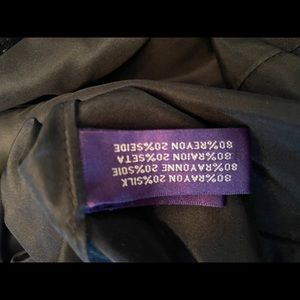 80%RAYON 20%SILK
80%RAYONNE 20%SOIE
80%RAION 20%SETA
80%REYON 20%SEIDE